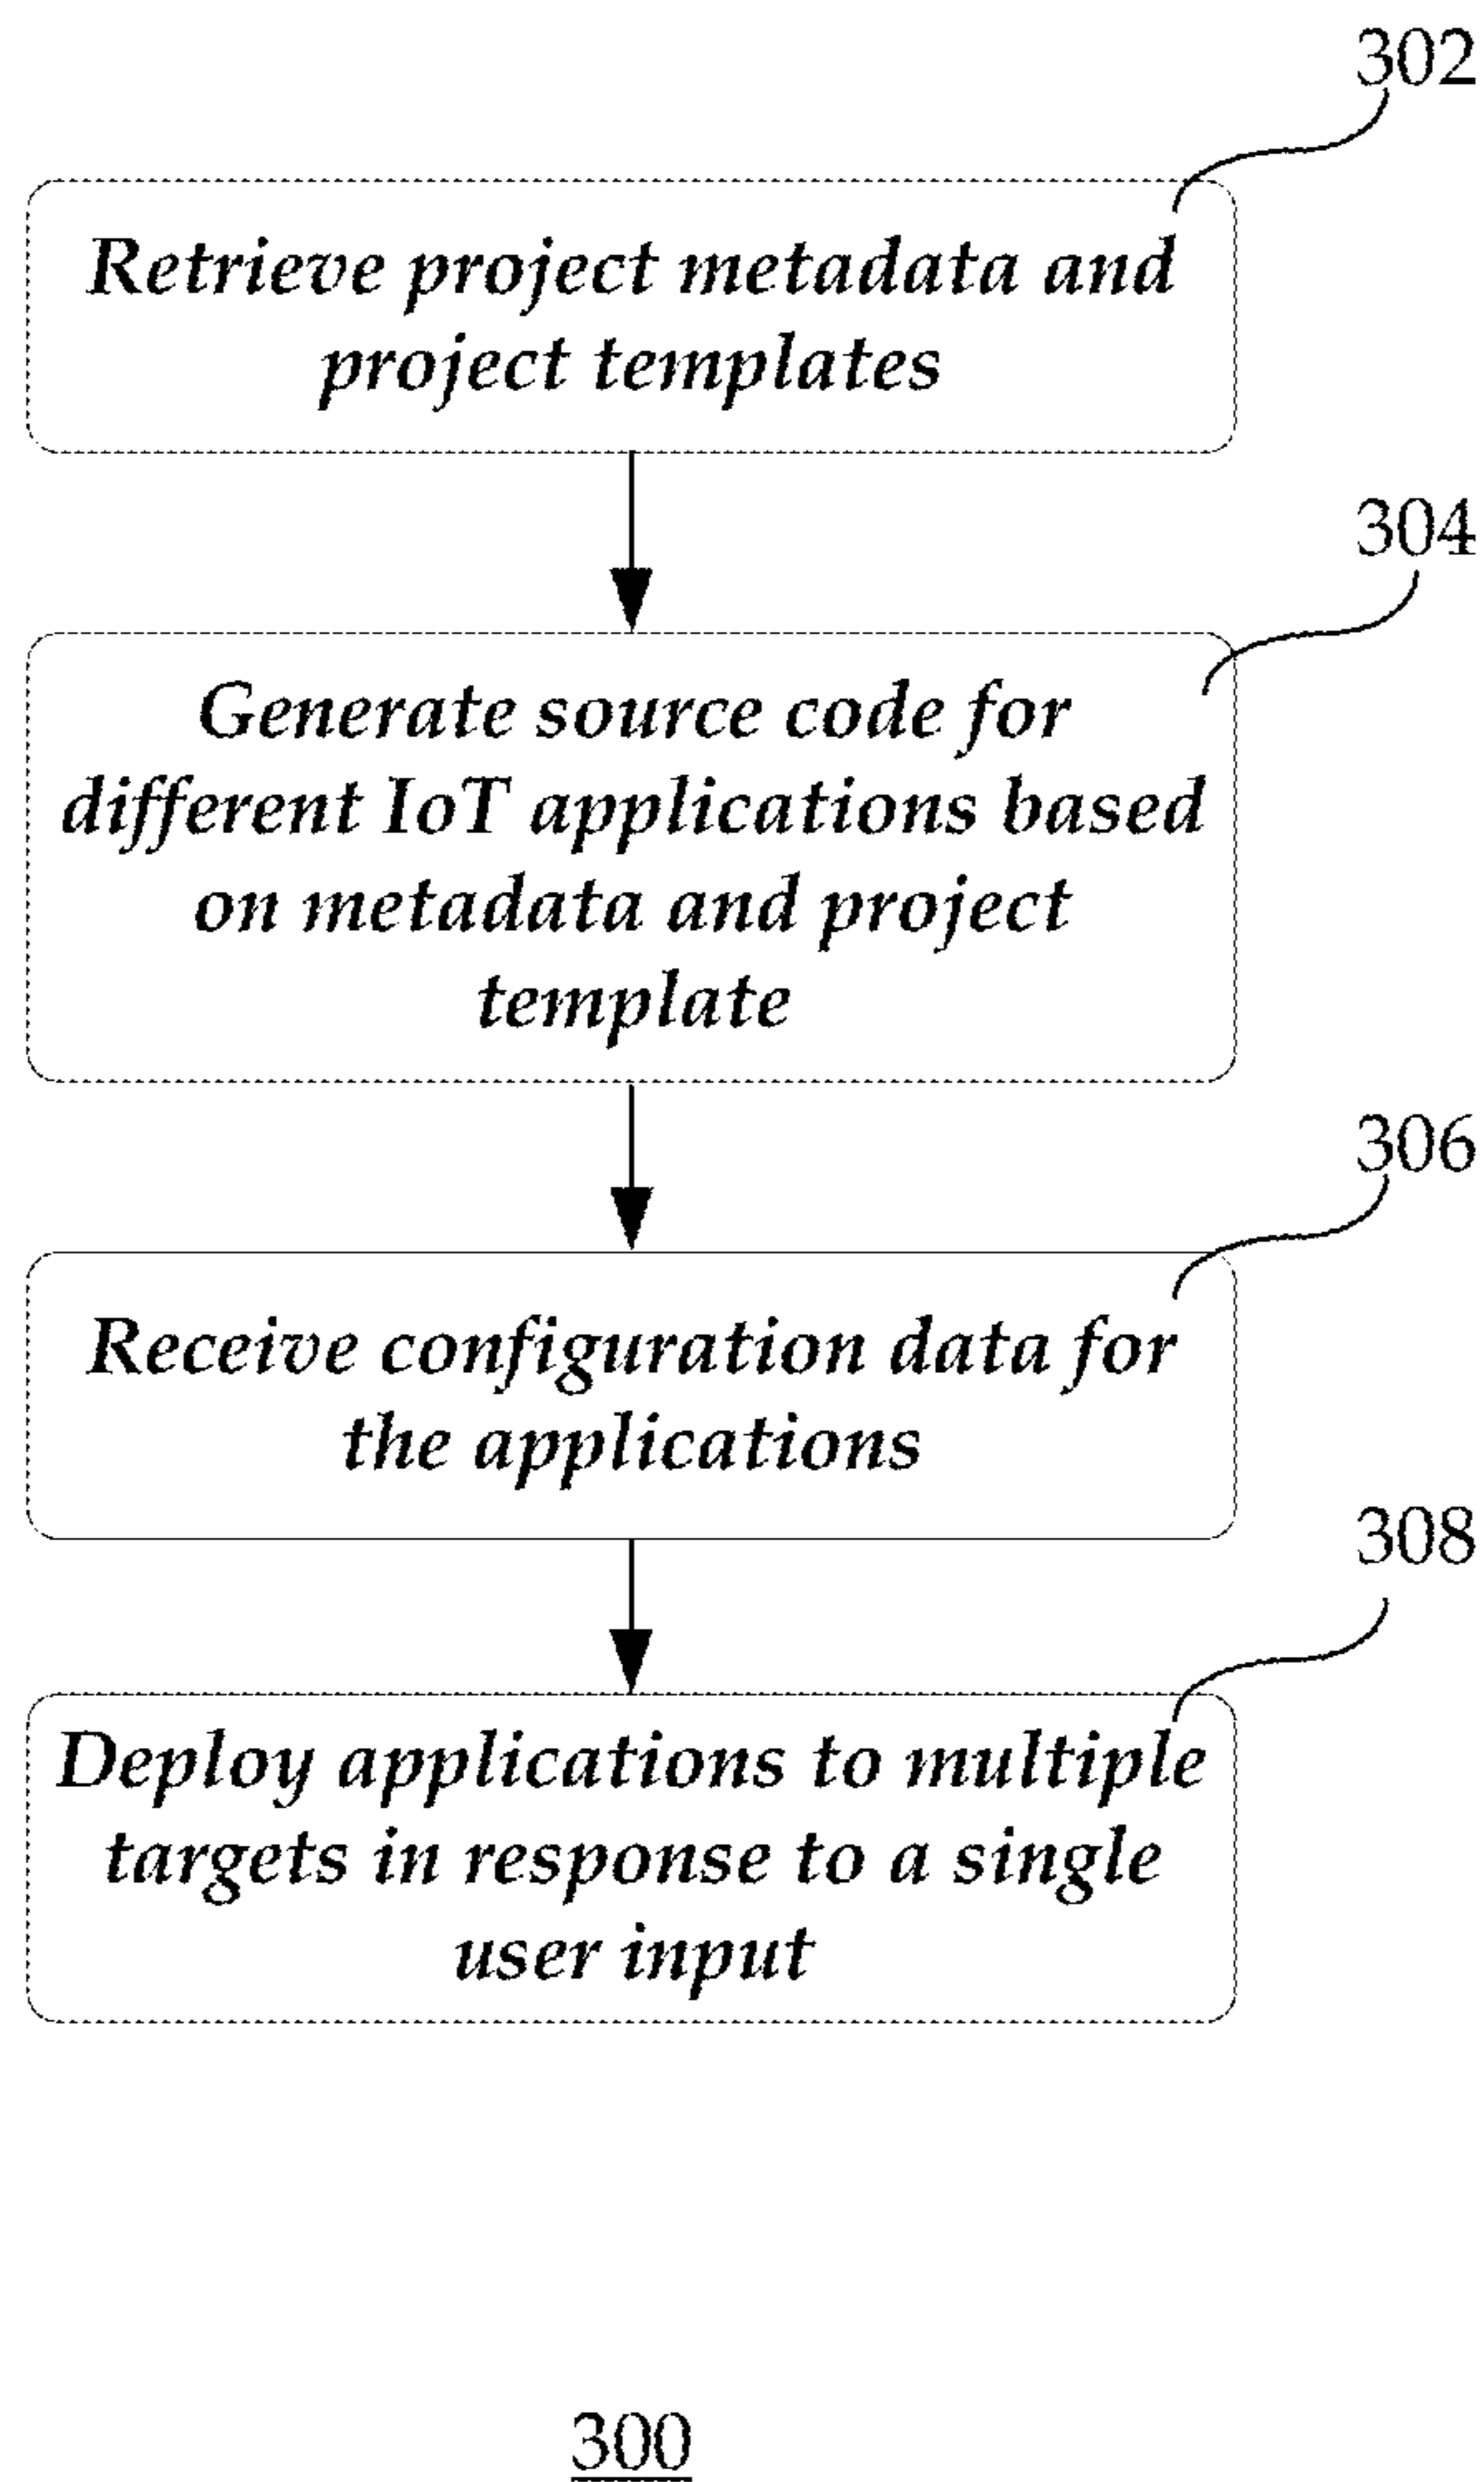 302
Retrieve project metadata and
project templates
304
Generate source code for
different IoT applications based
on metadata and project
template
306
Receive configuration data for
the applications
308
Deploy applications to multiple
targets in response to a single
user input
300